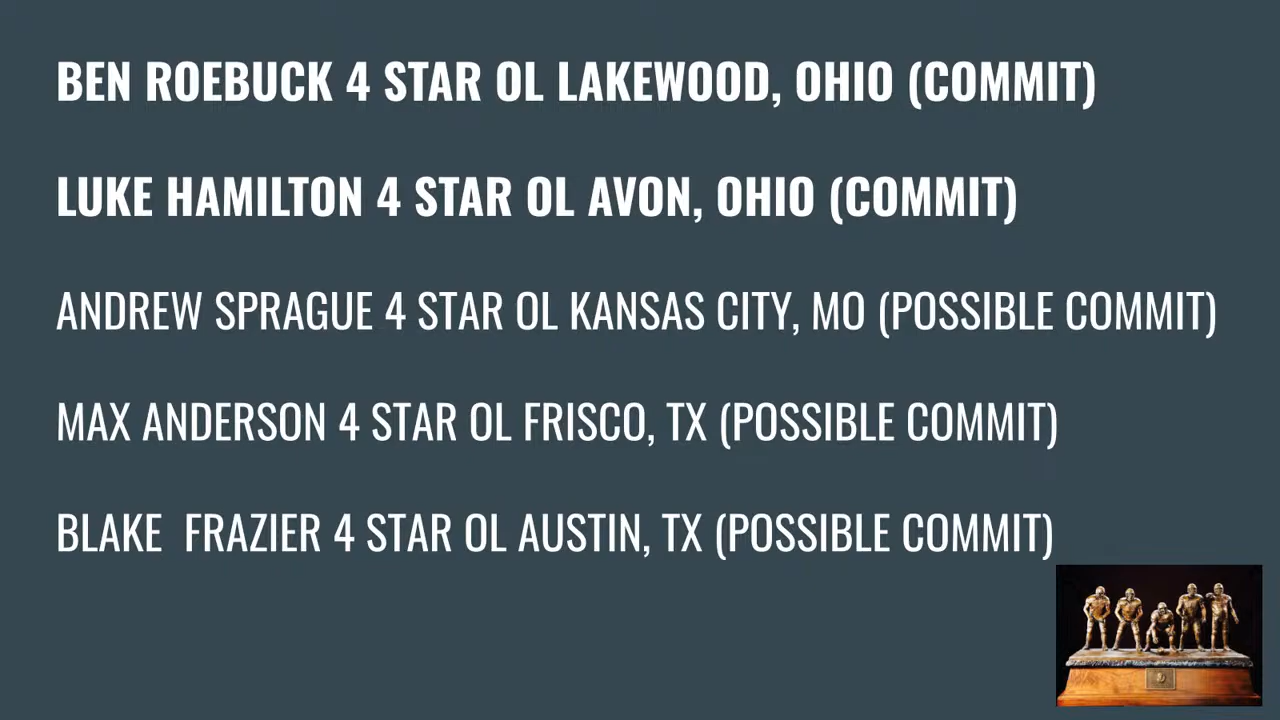 BEN ROEBUCK 4 STAR OL LAKEWOOD, OHIO (COMMIT)
LUKE HAMILTON 4 STAR OL AVON, OHIO (COMMIT)
ANDREW SPRAGUE 4 STAR OL KANSAS CITY, MO (POSSIBLE COMMIT)
MAX ANDERSON 4 STAR OL FRISCO, TX (POSSIBLE COMMIT)
BLAKE  FRAZIER 4 STAR OL AUSTIN, TX (POSSIBLE COMMIT)